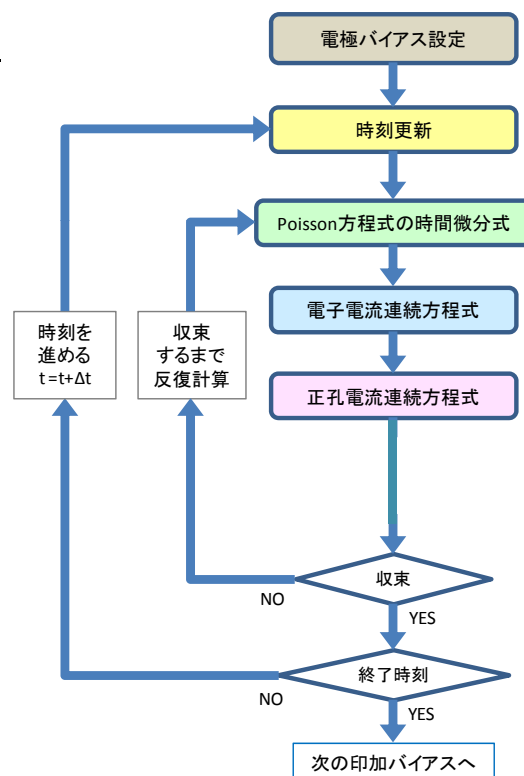 電極バイアス設定
時刻更新
Poisson方程式の時間微分式
電子電流連続方程式
正孔電流連続方程式
時刻を
進める
t=t+Δt
収束
するまで
反復計算
収束
NO
YES
終了時刻
NO
YES
次の印加バイアスへ